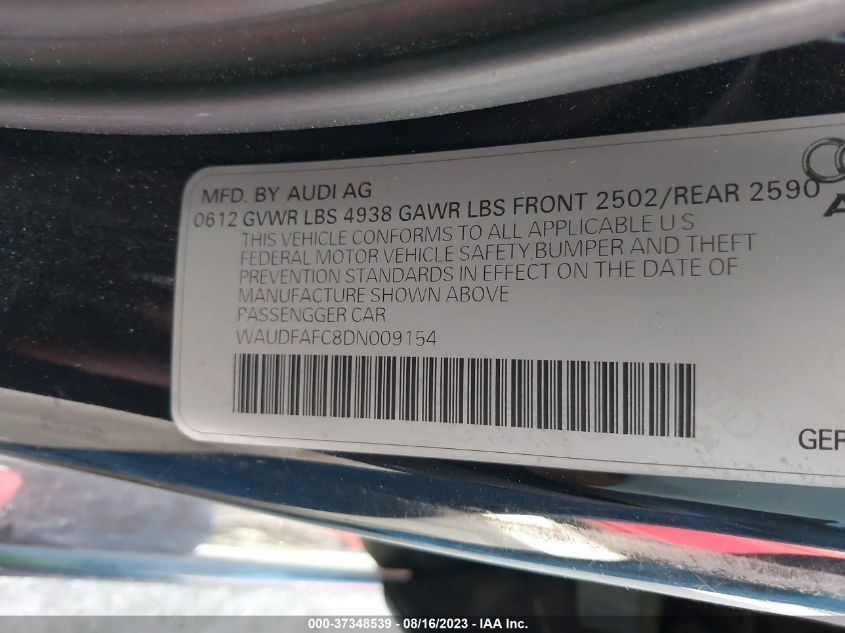 MFD. BY AUDI AG
0612 GVWR LBS 4938 GAWR LBS FRONT 2502/REAR 2590
THIS VEHICLE CONFORMS TO ALL APPLICABLE U S
FEDERAL MOTOR VEHICLE SAFETY,BUMPER AND THEFT
PREVENTION STANDARDS IN EFFECT ON THE DATE OF
MANUFACTURE SHOWN ABOVE
PASSENGGER CAR
WAUDFAFC8DN009154
000-37348539 - 08/16/2023 - IAA Inc.